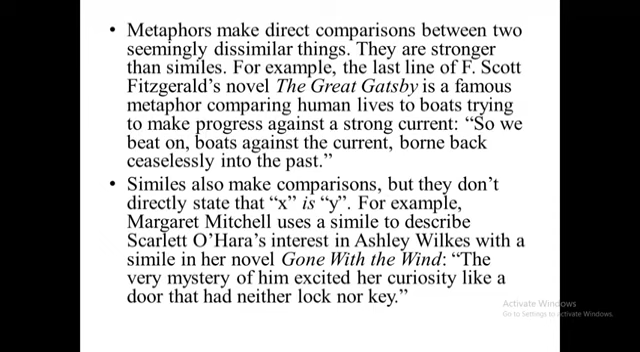 • Metaphors make direct comparisons between two
seemingly dissimilar things. They are stronger
than similes. For example, the last line of F. Scott
Fitzgerald’s novel The Great Gatsby is a famous
metaphor comparing human lives to boats trying
to make progress against a strong current: “So we
beat on, boats against the current, borne back
ceaselessly into the past.”
• Similes also make comparisons, but they don’t
directly state that “x” is “y”. For example,
Margaret Mitchell uses a simile to describe
Scarlett O’Hara’s interest in Ashley Wilkes with a
simile in her novel Gone With the Wind: “The
very mystery of him excited her curiosity like a
door that had neither lock nor key.”
Activate Windows
Go to Settings to activate Windows.